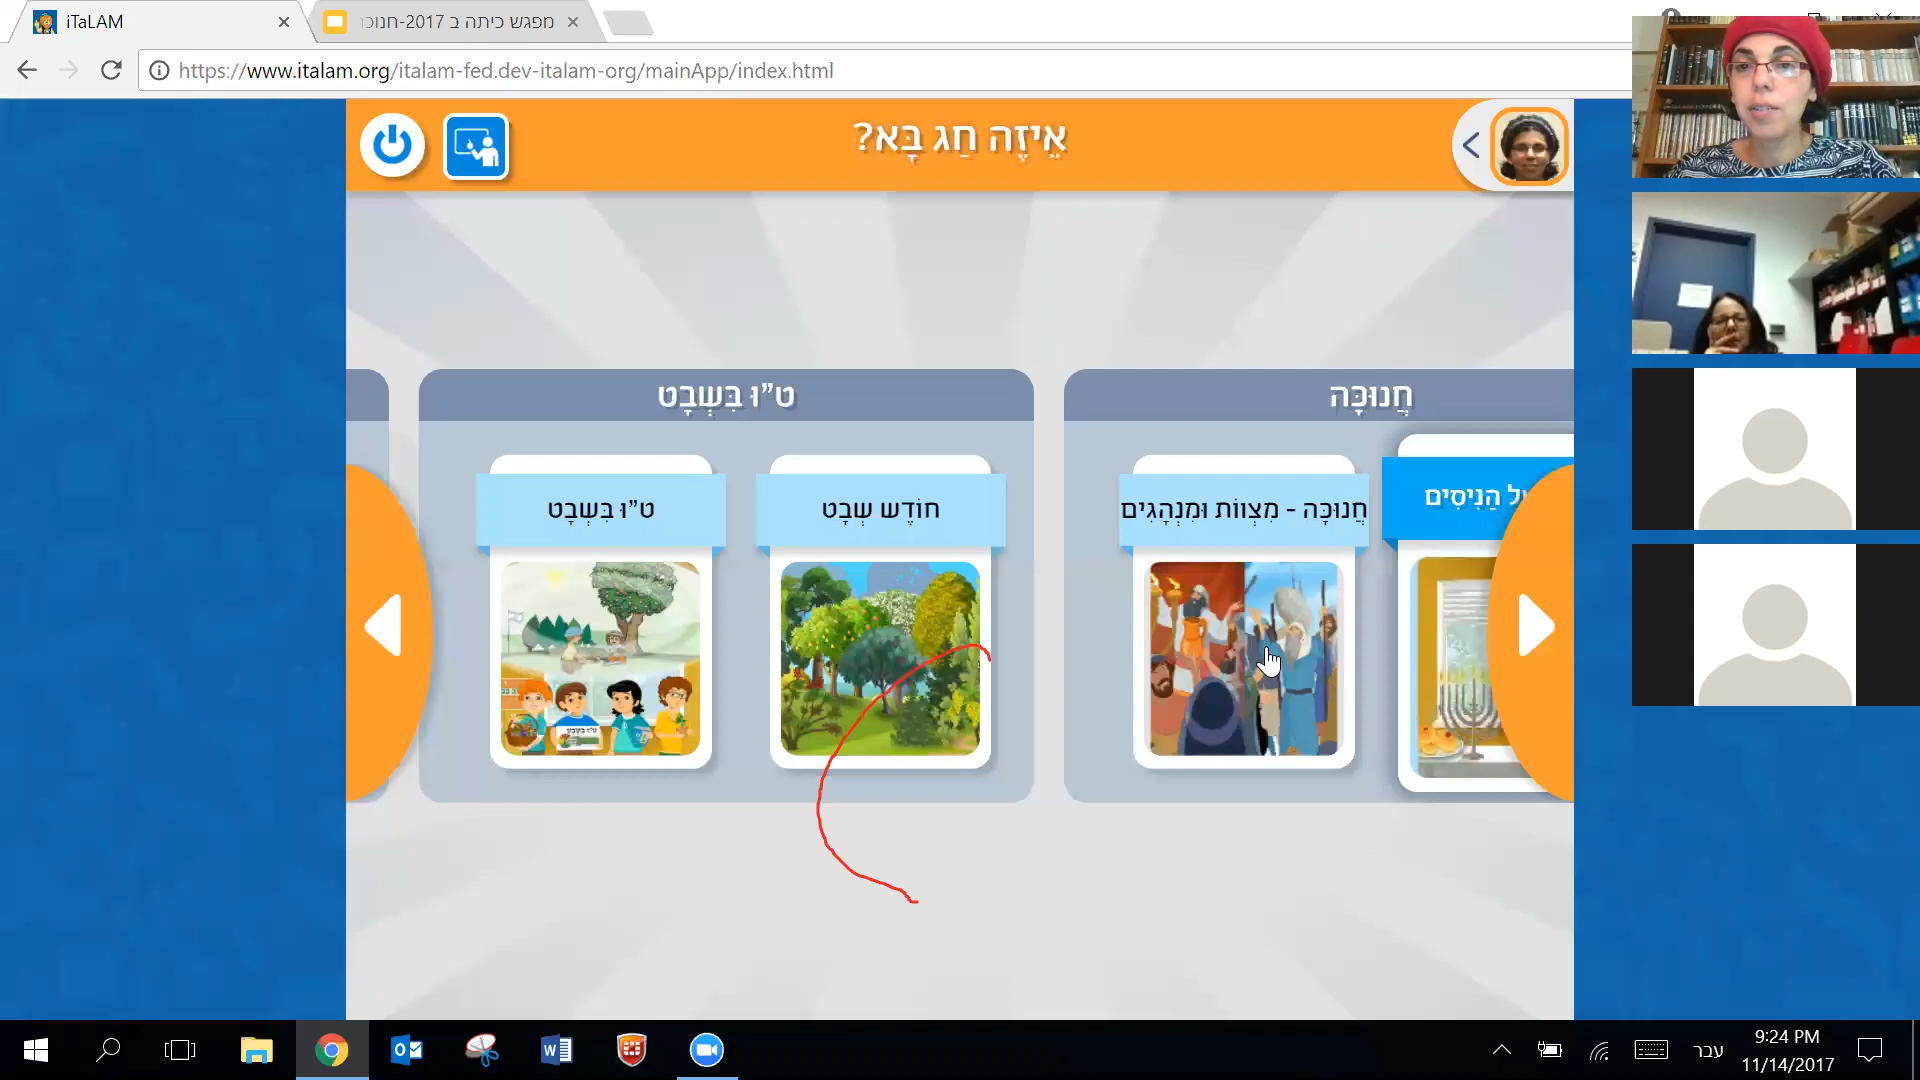 iTaLAM
מפגש כיתה ב 2017-חנוכו
https://www.italam.org/italam-fed.dev-italam-org/mainApp/index.html
אֵיזֶה חַג בָּא?
חֲנוּכָּה
ט"וּ בִּשְׁבָט
ל הַנִיסִים
חֲנוּכָּה - מִצְווֹת וּמִנְהָגִים
חוֹדֶשׁ שְׁבָט
ט"וּ בִּשְׁבָט
עבר
9:24 PM
11/14/2017